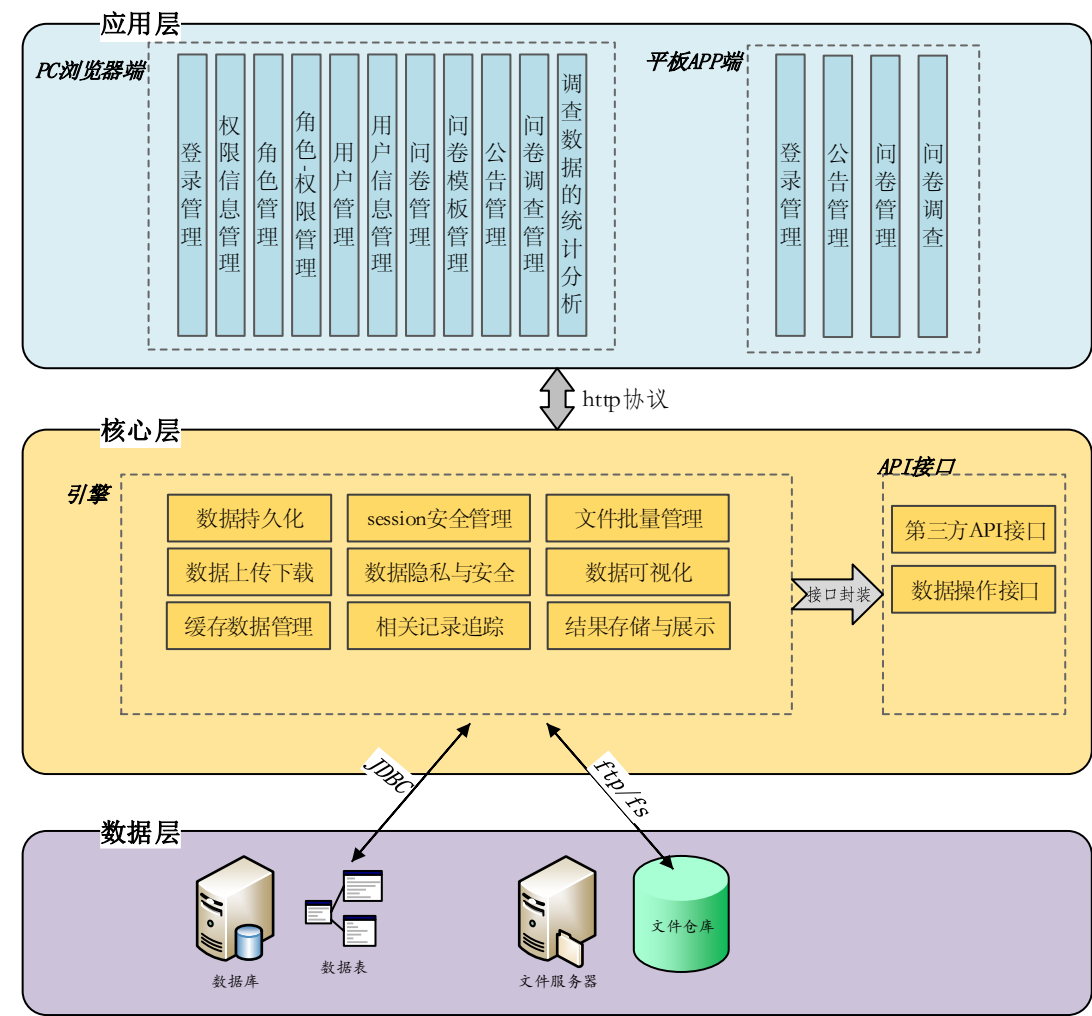 应用层
PC浏览器端
登录管理
权限信息管理
角色管理
角色-权限管理
用户管理
用户信息管理
问卷管理
问卷模板管理
公告管理
问卷调查管理
调查数据的统计分析
平板APP端
登录管理
公告管理
问卷管理
问卷调查
http协议
核心层
引擎
数据持久化
session安全管理
文件批量管理
数据上传下载
数据隐私与安全
数据可视化
缓存数据管理
相关记录追踪
结果存储与展示
接口封装
API接口
第三方API接口
数据操作接口
JDBC
ftp/fs
数据层
数据库
数据表
文件服务器
文件仓库